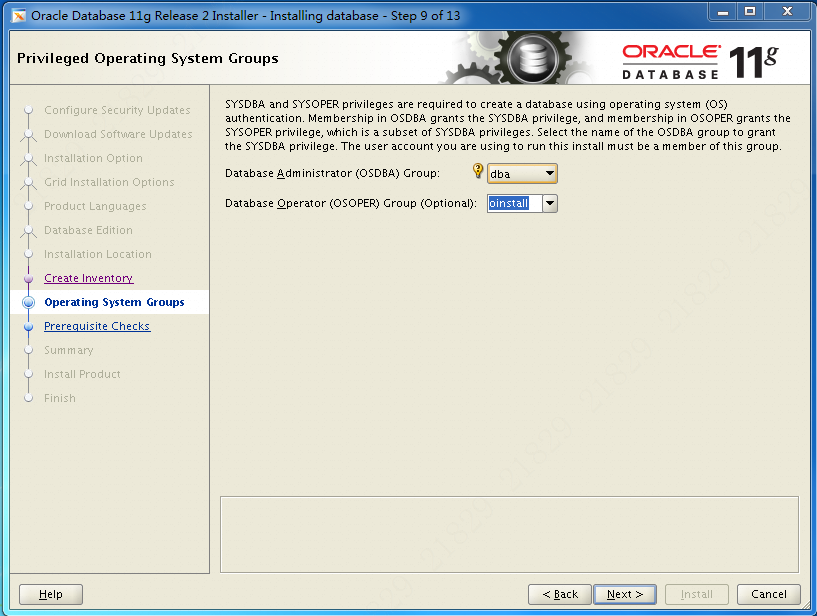 Oracle Database 11g Release 2 Installer - Installing database - Step 9 of 13
Privileged Operating System Groups
ORACLE
DATABASE
11g
Configure Security Updates
Download Software Updates
Installation Option
Grid Installation Options
Product Languages
Database Edition
Installation Location
Create Inventory
Operating System Groups
Prerequisite Checks
Summary
Install Product
Finish
SYSDBA and SYSOPER privileges are required to create a database using operating system (OS)
authentication. Membership in OSDBA grants the SYSDBA privilege, and membership in OSOPER grants the
SYSOPER privilege, which is a subset of SYSDBA privileges. Select the name of the OSDBA group to grant
the SYSDBA privilege. The user account you are using to run this install must be a member of this group.
Database Administrator (OSDBA) Group: dba
Database Operator (OSOPER) Group (Optional): oinstall
Help
< Back
Next >
Install
Cancel